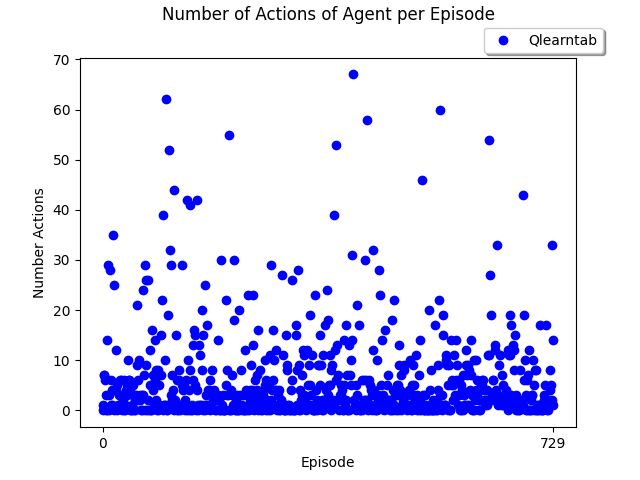 Number of Actions of Agent per Episode
Qlearntab
70
60
50
40
30
20
10
0
Number Actions
0 729
Episode